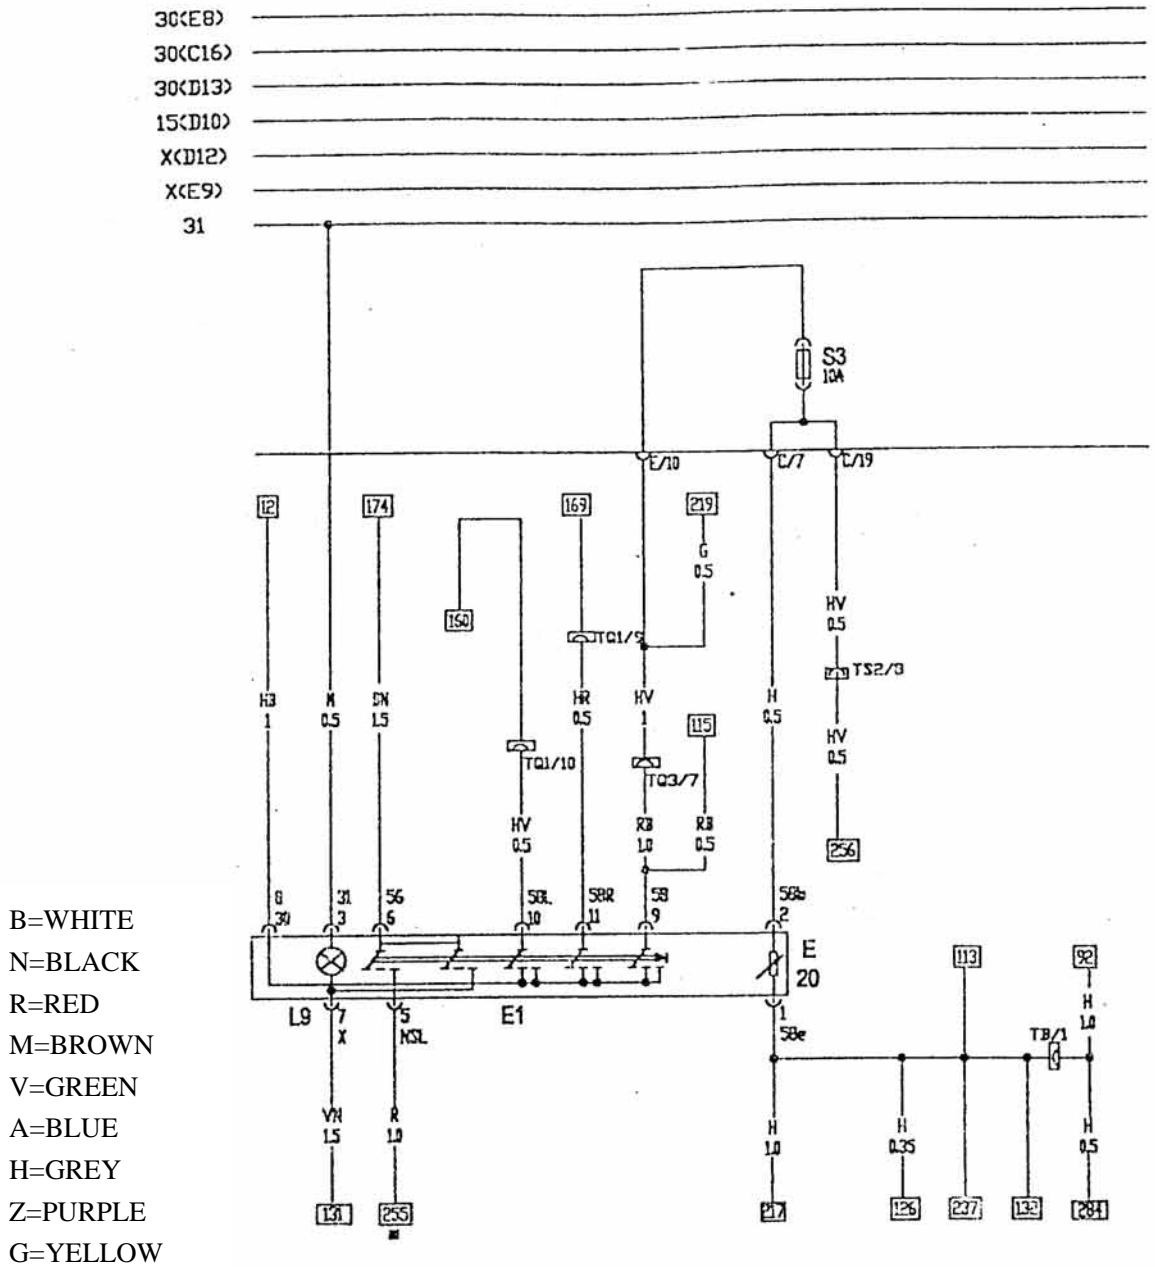 30(E8)
30(C16)
30(D13)
15(D10)
X(D12)
X(E9)
31
S3
10A
E/10
C/7
C/19
12
174
169
219
G
0.5
160
HV
0.5
TQ1/9
TS2/3
H3
1
M
0.5
1.5
HR
0.5
HV
1
115
H
0.5
HV
0.5
TQ1/10
TQ3/7
HV
0.5
RB
1.0
RB
0.5
256
30
31
3
56
6
58L
10
58R
11
58
9
58b
2
B=WHITE
N=BLACK
R=RED
M=BROWN
V=GREEN
A=BLUE
H=GREY
Z=PURPLE
G=YELLOW
E
20
L9
7
X
5
NSL
E1
1
58e
113
92
H
1.0
TB/1
VN
1.5
R
1.0
H
1.0
H
0.35
H
0.5
131
255
217
126
237
132
284